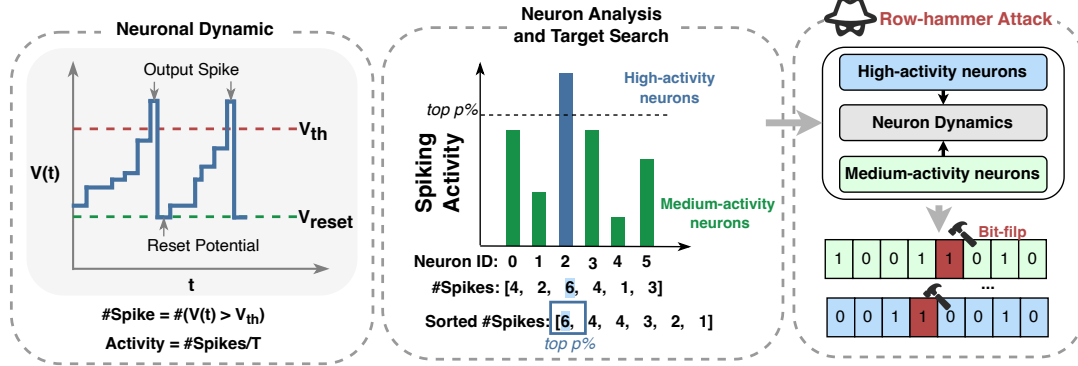 Neuronal Dynamic
Output Spike
V(t)
Vth
Vreset
Reset Potential
t
#Spike = #(V(t) > Vth)
Activity = #Spikes/T
Neuron Analysis
and Target Search
top p%
High-activity
neurons
Spiking
Activity
Medium-activity
neurons
Neuron ID: 0 1 2 3 4 5
#Spikes: [4, 2, 6, 4, 1, 3]
Sorted #Spikes: [6, 4, 4, 3, 2, 1]
top p%
Row-hammer Attack
High-activity neurons
Neuron Dynamics
Medium-activity neurons
Bit-filp
1 0 0 1 1 0 1 0
...
0 0 1 1 0 0 1 0